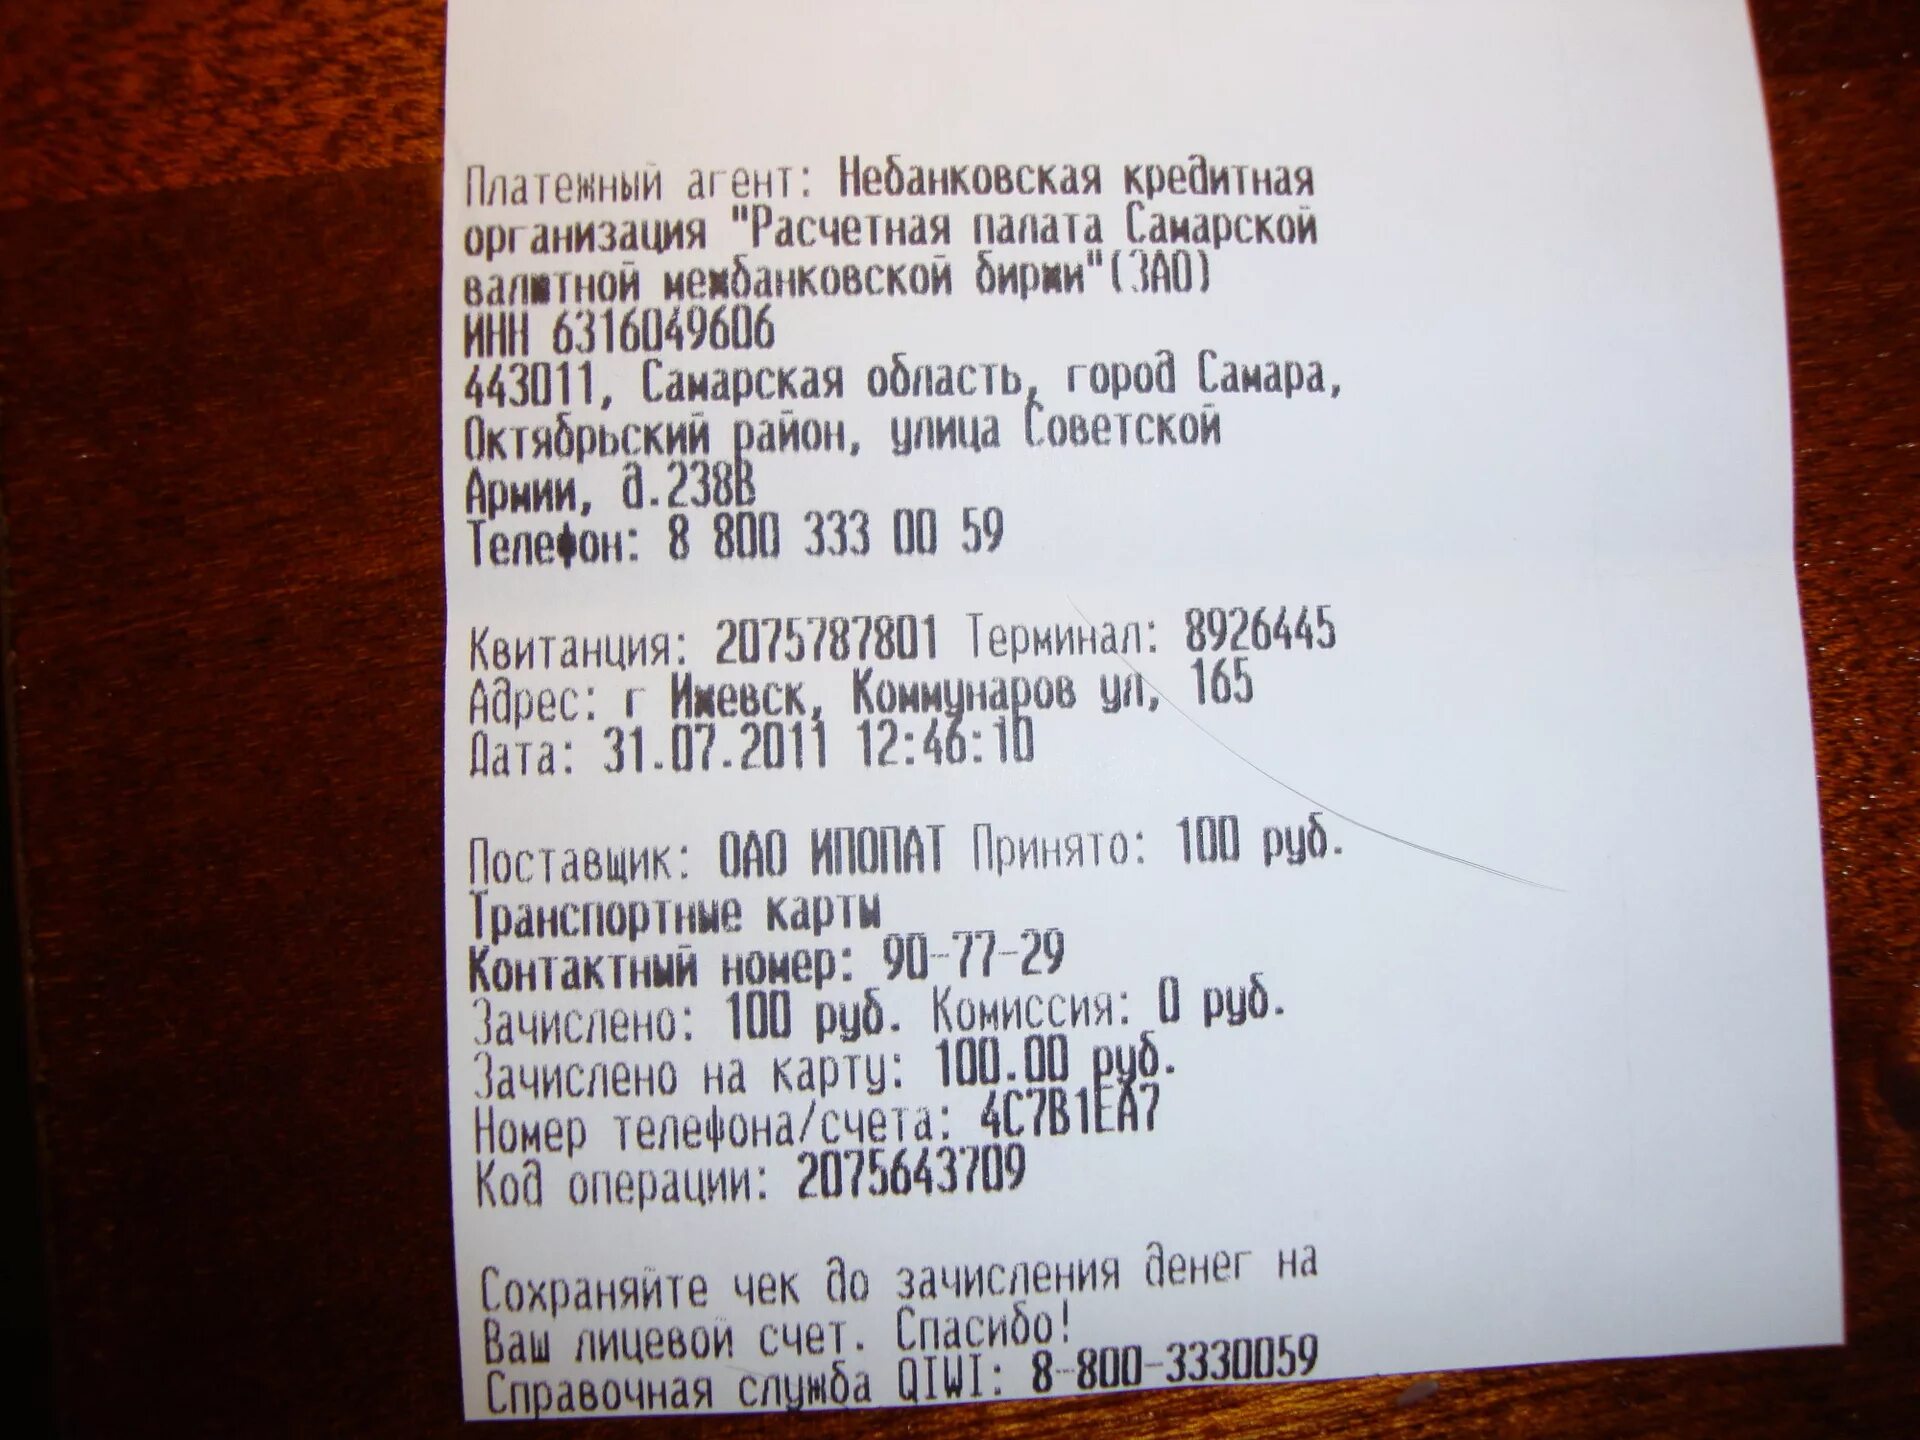 Платежный агент: Небанковская кредитная
организация "Расчетная палата Самарской
валютной межбанковской биржи"(ЗАО)
ИНН 6316049606
443011, Самарская область, город Самара,
Октябрьский район, улица Советской
Армии, д.238В
Телефон: 8 800 333 00 59
Квитанция: 2075787801 Терминал: 8926445
Адрес: г Ижевск, Коммунаров ул, 165
Дата: 31.07.2011 12:46:10
Поставщик: ОАО ИПОПАТ Принято: 100 руб.
Транспортные карты
Контактный номер: 90-77-29
Зачислено: 100 руб. Комиссия: 0 руб.
Зачислено на карту: 100.00 руб.
Номер телефона/счета: 4C7B1EA7
Код операции: 2075643709
Сохраняйте чек до зачисления денег на
Ваш лицевой счет. Спасибо!
Справочная служба QIWI: 8-800-3330059